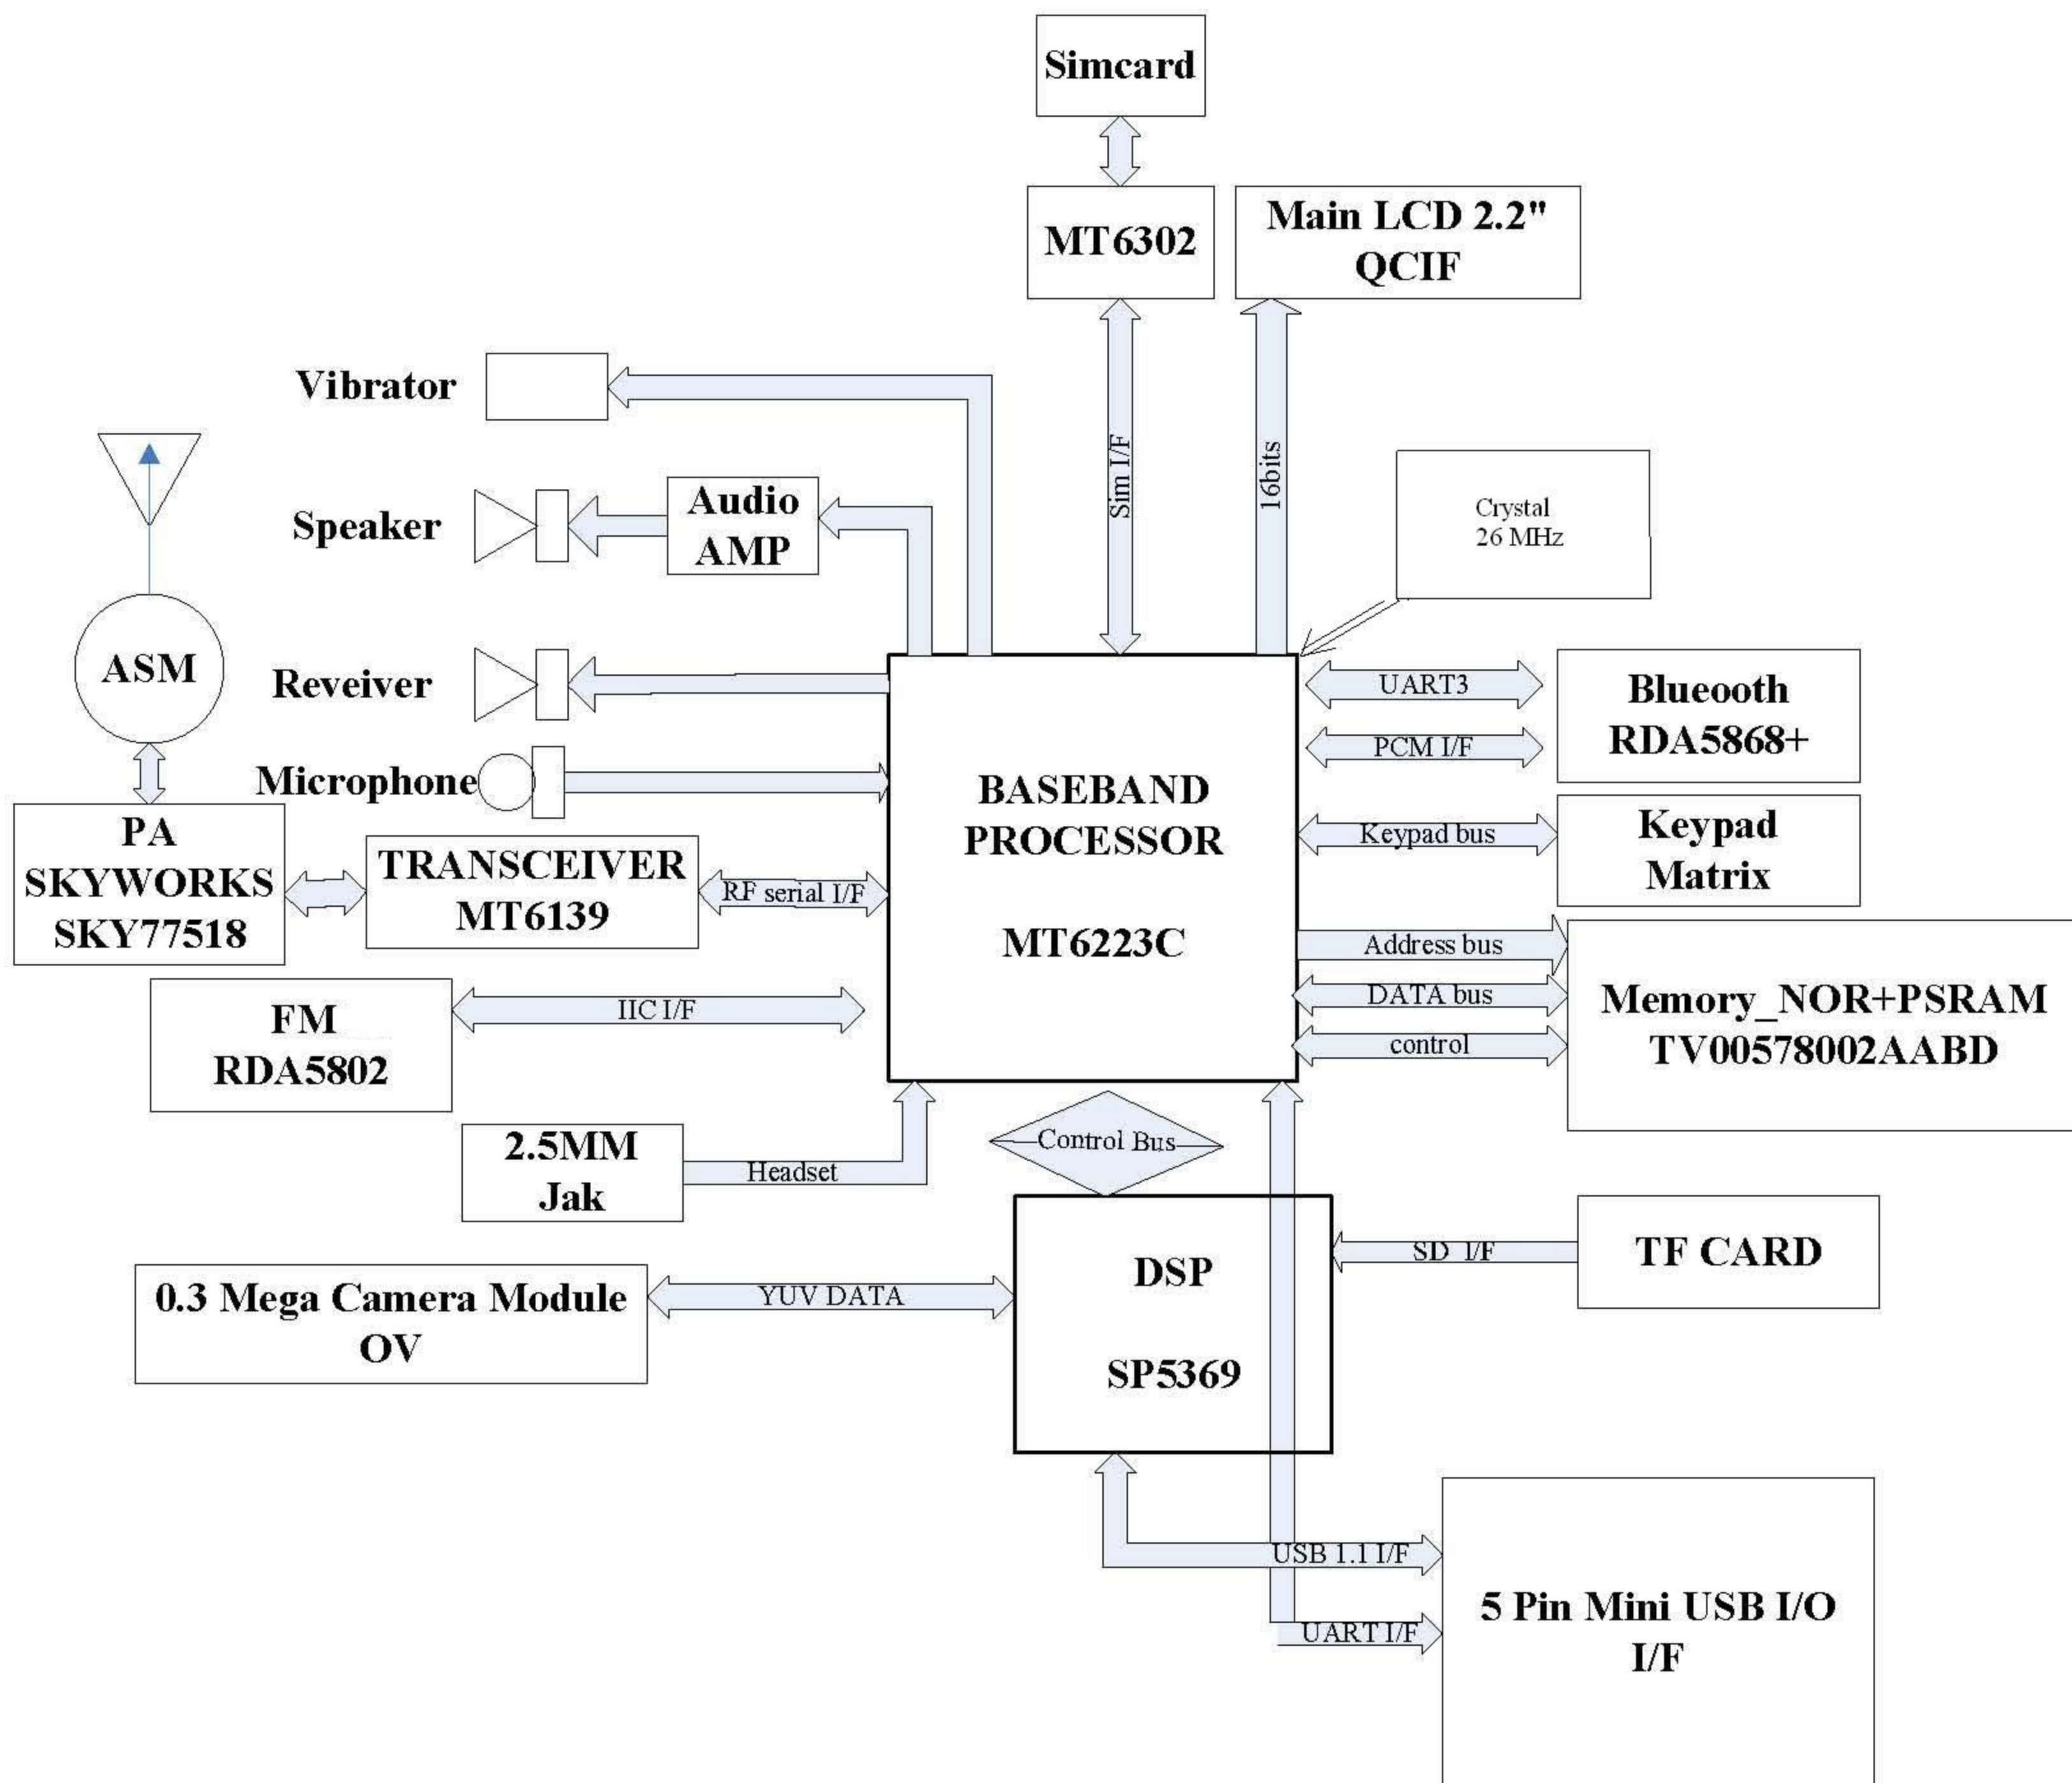 Simcard
MT6302
Main LCD 2.2"
QCIF
Vibrator
Sim I/F
16bits
Speaker
Audio
AMP
Crystal
26 MHz
ASM
Reveiver
UART3
Blueooth
RDA5868+
PCM I/F
Microphone
BASEBAND
PROCESSOR
MT6223C
Keypad bus
Keypad
Matrix
PA
SKYWORKS
SKY77518
TRANSCEIVER
MT6139
RF serial I/F
Address bus
DATA bus
control
Memory_NOR+PSRAM
TV00578002AABD
FM
RDA5802
IIC I/F
2.5MM
Jak
Headset
Control Bus
DSP
SP5369
SD I/F
TF CARD
0.3 Mega Camera Module
OV
YUV DATA
USB 1.1 I/F
UART I/F
5 Pin Mini USB I/O
I/F